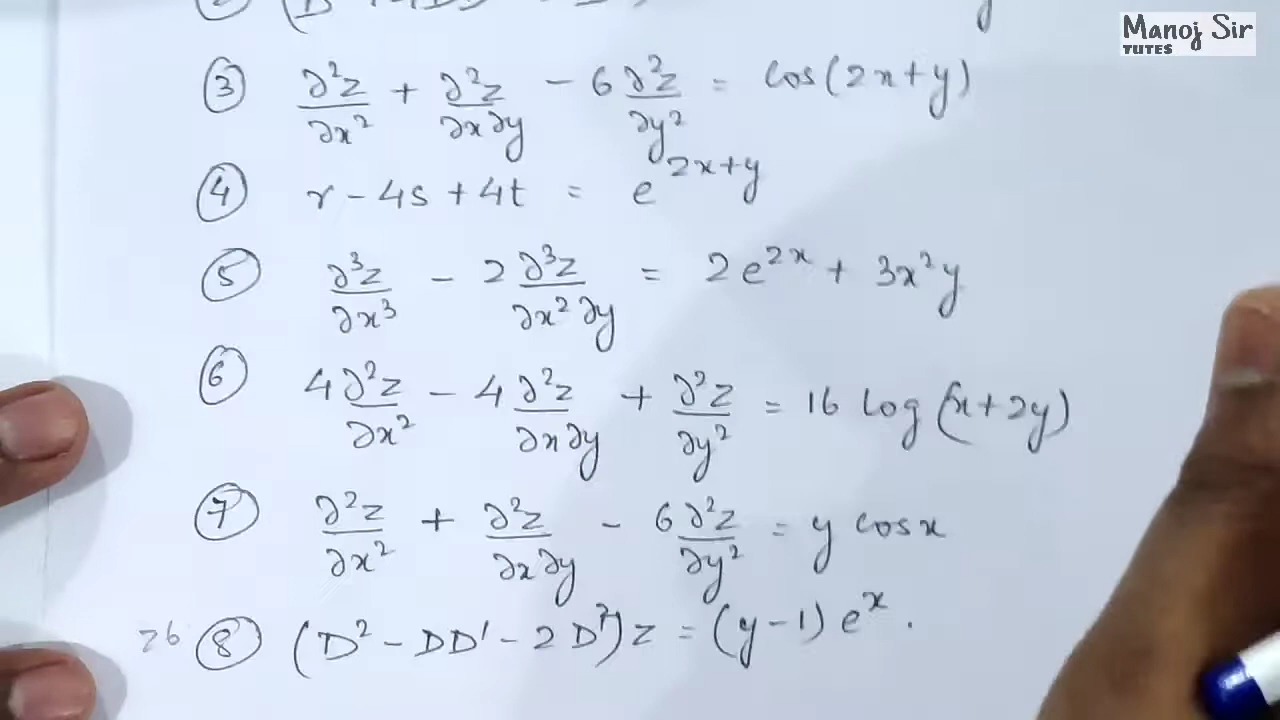 Manoj Sir
TUTES
③ ∂²z/∂x² + ∂²z/∂x∂y − 6 ∂²z/∂y² = cos(2x+y)
④ r − 4s + 4t = e^{2x+y}
⑤ ∂³z/∂x³ − 2 ∂³z/∂x²∂y = 2e^{2x} + 3x²y
⑥ 4 ∂²z/∂x² − 4 ∂²z/∂x∂y + ∂²z/∂y² = 16 log(x+2y)
⑦ ∂²z/∂x² + ∂²z/∂x∂y − 6 ∂²z/∂y² = y cosx
26 ⑧ (D² − DD' − 2D'²)z = (y−1)e^x.